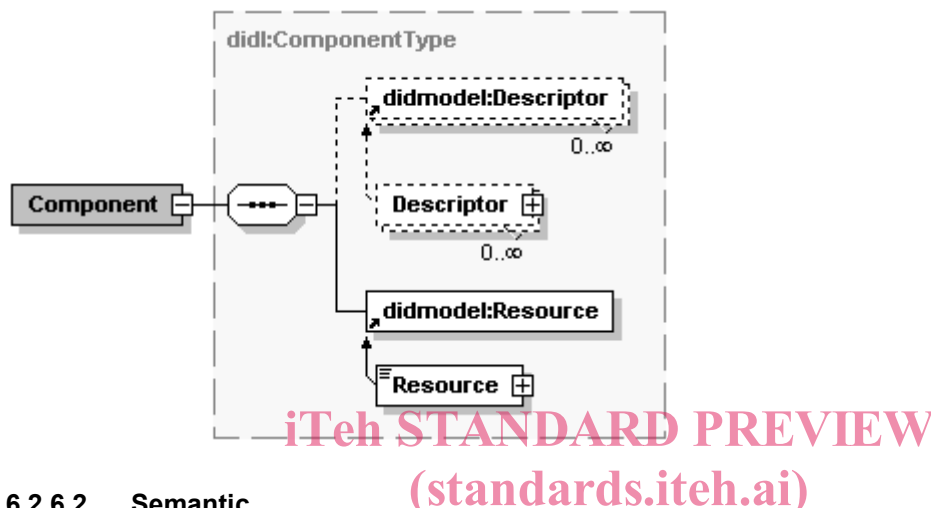 didl:ComponentType
didmodel:Descriptor
0..∞
Component
Descriptor
0..∞
didmodel:Resource
Resource
iTeh STANDARD PREVIEW
(standards.iteh.ai)
6.2.6.2 Semantic